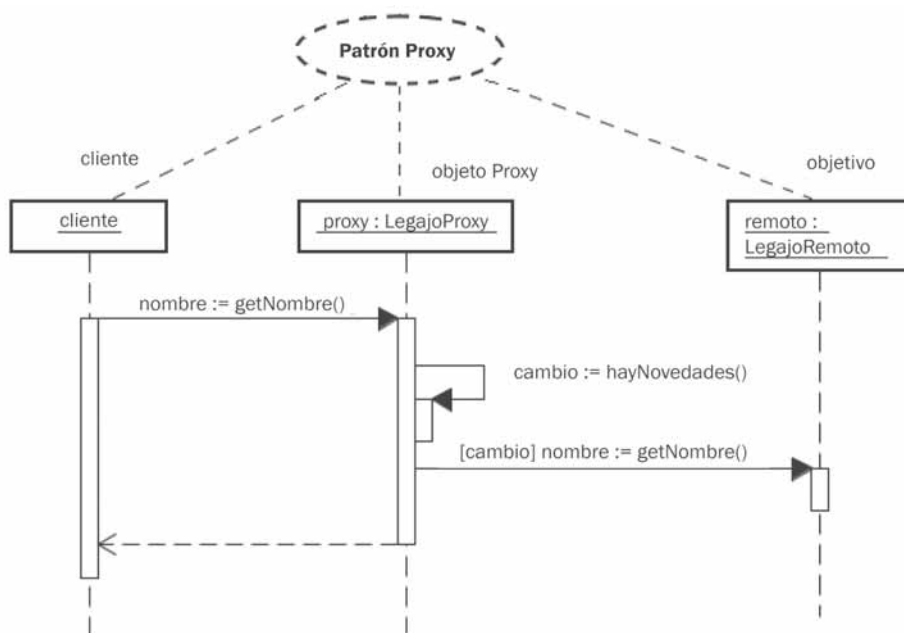 Patrón Proxy
cliente
objeto Proxy
objetivo
cliente
proxy : LegajoProxy
remoto :
LegajoRemoto
nombre := getNombre()
cambio := hayNovedades()
[cambio] nombre := getNombre()